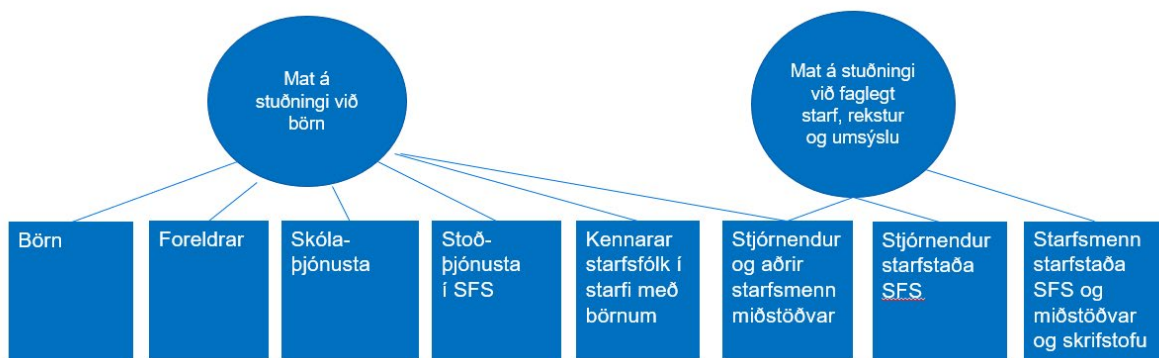 Mat á
stuðningi við
börn
Mat á stuðningi
við faglegt
starf, rekstur
og umsýslu
Börn
Foreldrar
Skóla-
þjónusta
Stoð-
þjónusta
í SFS
Kennarar
starfsfólk í
starfi með
börnum
Stjórnendur
og aðrir
starfsmenn
miðstöðvar
Stjórnendur
starfstaða
SFS
Starfsmenn
starfstaða
SFS og
miðstöðvar
og skrifstofu